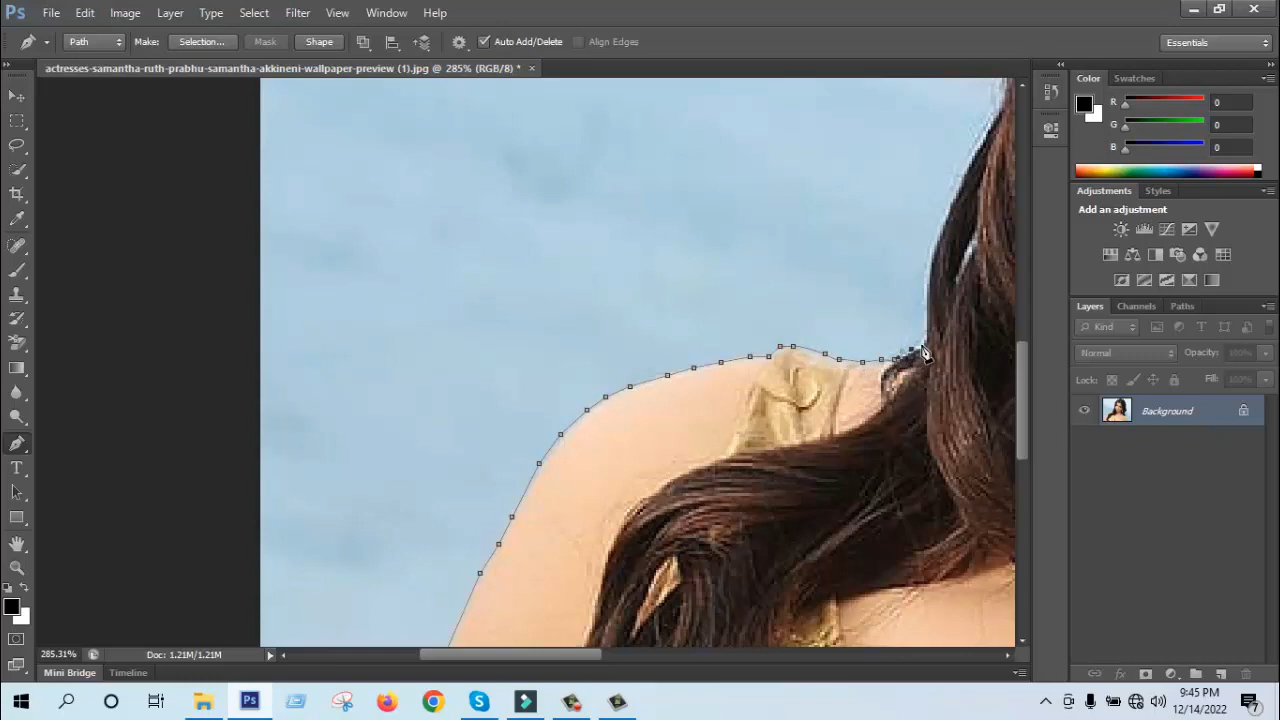 Ps File Edit Image Layer Type Select Filter View Window Help
Path Make: Selection... Mask Shape Auto Add/Delete Align Edges Essentials
actresses-samantha-ruth-prabhu-samantha-akkineni-wallpaper-preview (1).jpg @ 285% (RGB/8) * ×
Color Swatches
R 0
G 0
B 0
Adjustments Styles
Add an adjustment
Layers Channels Paths
Kind
Normal Opacity: 100%
Lock: Fill: 100%
Background
T
285.31% Doc: 1.21M/1.21M
Mini Bridge Timeline
Ps
9:45 PM
12/14/2022
7